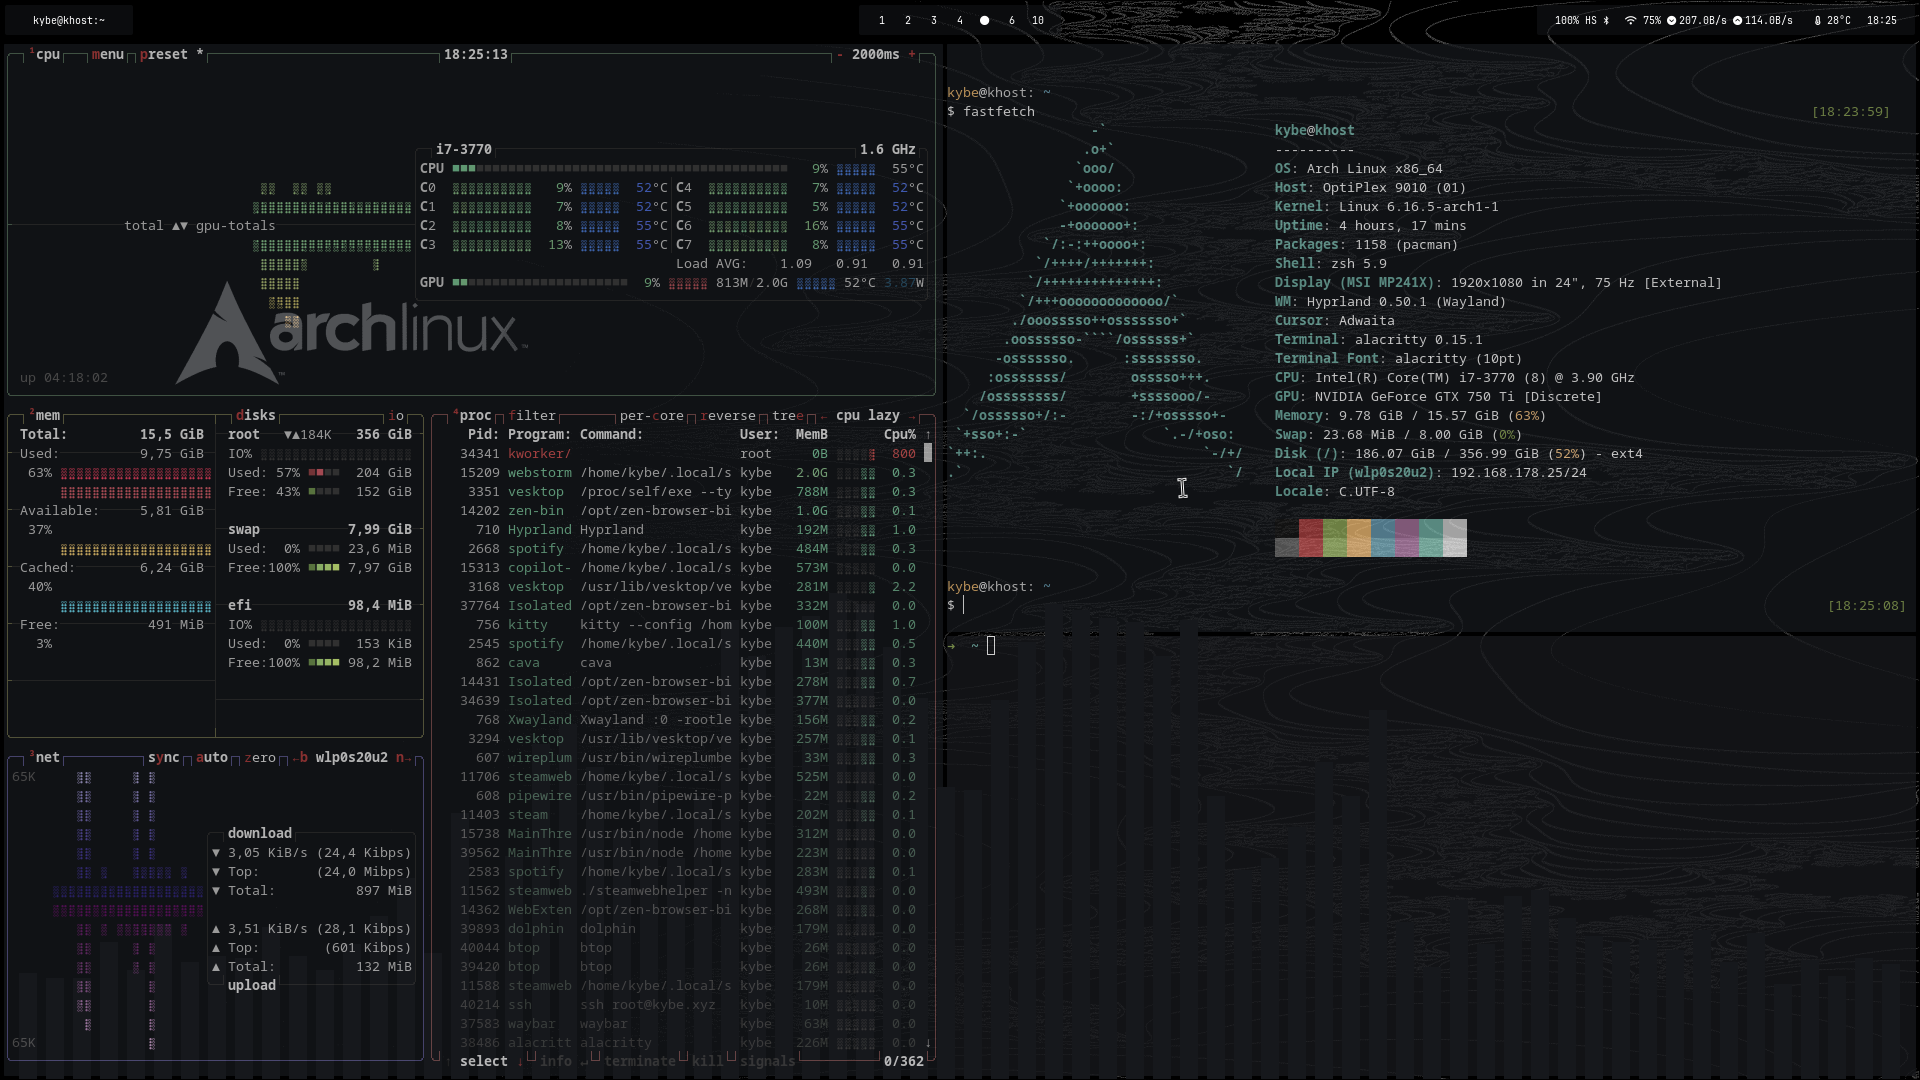 kybe@khost:~
1 2 3 4 6 10
100% HS 75% 207.0B/s 114.0B/s 28°C 18:25
¹cpu menu preset * 18:25:13 - 2000ms +
i7-3770 1.6 GHz
CPU 9% 55°C
C0 9% 52°C C4 7% 52°C
C1 7% 52°C C5 5% 52°C
C2 8% 55°C C6 16% 55°C
C3 13% 55°C C7 8% 55°C
Load AVG: 1.09 0.91 0.91
GPU 9% 813M/2.0G 52°C 3.87W
total ▲▼ gpu-totals
archlinux™
up 04:18:02
²mem
Total: 15,5 GiB
Used: 9,75 GiB
63%
Available: 5,81 GiB
37%
Cached: 6,24 GiB
40%
Free: 491 MiB
3%
disks io
root ▼▲184K 356 GiB
IO%
Used: 57% 204 GiB
Free: 43% 152 GiB
swap 7,99 GiB
Used: 0% 23,6 MiB
Free:100% 7,97 GiB
efi 98,4 MiB
IO%
Used: 0% 153 KiB
Free:100% 98,2 MiB
³net sync auto zero ←b wlp0s20u2 n→
65K
download
▼ 3,05 KiB/s (24,4 Kibps)
▼ Top: (24,0 Mibps)
▼ Total: 897 MiB
▲ 3,51 KiB/s (28,1 Kibps)
▲ Top: (601 Kibps)
▲ Total: 132 MiB
upload
65K
⁴proc filter per-core reverse tree ← cpu lazy →
Pid: Program: Command: User: MemB Cpu% ↑
34341 kworker/ root 0B 800
15209 webstorm /home/kybe/.local/s kybe 2.0G 0.3
3351 vesktop /proc/self/exe --ty kybe 788M 0.3
14202 zen-bin /opt/zen-browser-bi kybe 1.0G 0.1
710 Hyprland Hyprland kybe 192M 1.0
2668 spotify /home/kybe/.local/s kybe 484M 0.3
15313 copilot- /home/kybe/.local/s kybe 573M 0.0
3168 vesktop /usr/lib/vesktop/ve kybe 281M 2.2
37764 Isolated /opt/zen-browser-bi kybe 332M 0.0
756 kitty kitty --config /hom kybe 100M 1.0
2545 spotify /home/kybe/.local/s kybe 440M 0.5
862 cava cava kybe 13M 0.3
14431 Isolated /opt/zen-browser-bi kybe 278M 0.7
34639 Isolated /opt/zen-browser-bi kybe 377M 0.0
768 Xwayland Xwayland :0 -rootle kybe 156M 0.2
3294 vesktop /usr/lib/vesktop/ve kybe 257M 0.1
607 wireplum /usr/bin/wireplumbe kybe 33M 0.3
11706 steamweb /home/kybe/.local/s kybe 525M 0.0
608 pipewire /usr/bin/pipewire-p kybe 22M 0.2
11403 steam /home/kybe/.local/s kybe 202M 0.1
15738 MainThre /usr/bin/node /home kybe 312M 0.0
39562 MainThre /usr/bin/node /home kybe 223M 0.0
2583 spotify /home/kybe/.local/s kybe 283M 0.1
11562 steamweb ./steamwebhelper -n kybe 493M 0.0
14362 WebExten /opt/zen-browser-bi kybe 268M 0.0
39893 dolphin dolphin kybe 179M 0.0
40044 btop btop kybe 26M 0.0
39420 btop btop kybe 26M 0.0
11588 steamweb /home/kybe/.local/s kybe 179M 0.0
40214 ssh ssh root@kybe.xyz kybe 10M 0.0
37583 waybar waybar kybe 63M 0.0
38486 alacritt alacritty kybe 226M 0.0 ↓
↑ select ↓ info ↵ terminate kill signals 0/362
kybe@khost: ~
$ fastfetch [18:23:59]
-`
.o+`
`ooo/
`+oooo:
`+oooooo:
-+oooooo+:
`/:-:++oooo+:
`/++++/+++++++:
`/++++++++++++++:
`/+++ooooooooooooo/`
./ooosssso++osssssso+`
.oossssso-````/ossssss+`
-osssssso. :ssssssso.
:osssssss/ osssso+++.
/ossssssss/ +ssssooo/-
`/ossssso+/:- -:/+osssso+-
`+sso+:-` `.-/+oso:
`++:. `-/+/
.` `/
kybe@khost
----------
OS: Arch Linux x86_64
Host: OptiPlex 9010 (01)
Kernel: Linux 6.16.5-arch1-1
Uptime: 4 hours, 17 mins
Packages: 1158 (pacman)
Shell: zsh 5.9
Display (MSI MP241X): 1920x1080 in 24", 75 Hz [External]
WM: Hyprland 0.50.1 (Wayland)
Cursor: Adwaita
Terminal: alacritty 0.15.1
Terminal Font: alacritty (10pt)
CPU: Intel(R) Core(TM) i7-3770 (8) @ 3.90 GHz
GPU: NVIDIA GeForce GTX 750 Ti [Discrete]
Memory: 9.78 GiB / 15.57 GiB (63%)
Swap: 23.68 MiB / 8.00 GiB (0%)
Disk (/): 186.07 GiB / 356.99 GiB (52%) - ext4
Local IP (wlp0s20u2): 192.168.178.25/24
Locale: C.UTF-8
kybe@khost: ~
$ [18:25:08]
→ ~